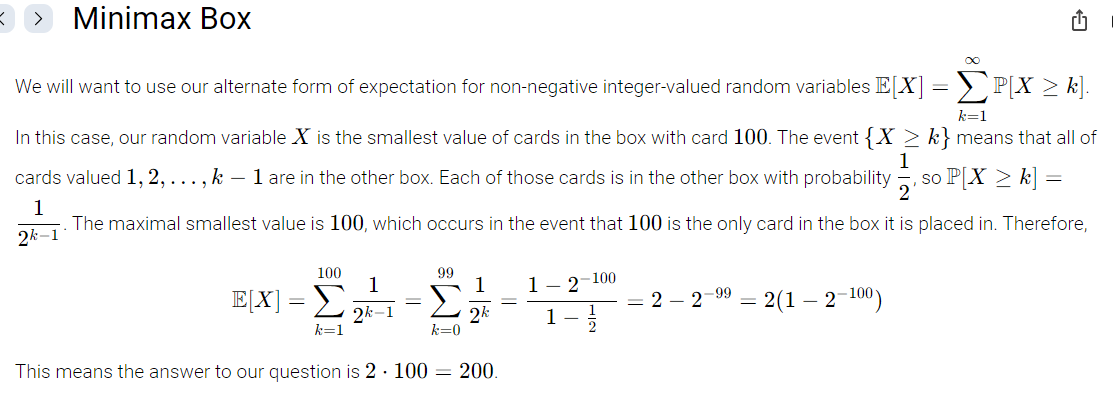 Minimax Box
We will want to use our alternate form of expectation for non-negative integer-valued random variables $\mathbb{E}[X] = \sum_{k=1}^{\infty} \mathbb{P}[X \geq k]$.
In this case, our random variable $X$ is the smallest value of cards in the box with card $100$. The event $\{X \geq k\}$ means that all of
cards valued $1, 2, \ldots, k-1$ are in the other box. Each of those cards is in the other box with probability $\frac{1}{2}$, so $\mathbb{P}[X \geq k] =$
$\frac{1}{2^{k-1}}$. The maximal smallest value is $100$, which occurs in the event that $100$ is the only card in the box it is placed in. Therefore,
$\mathbb{E}[X] = \sum_{k=1}^{100} \frac{1}{2^{k-1}} = \sum_{k=0}^{99} \frac{1}{2^k} = \frac{1 - 2^{-100}}{1 - \frac{1}{2}} = 2 - 2^{-99} = 2(1 - 2^{-100})$
This means the answer to our question is $2 \cdot 100 = 200$.